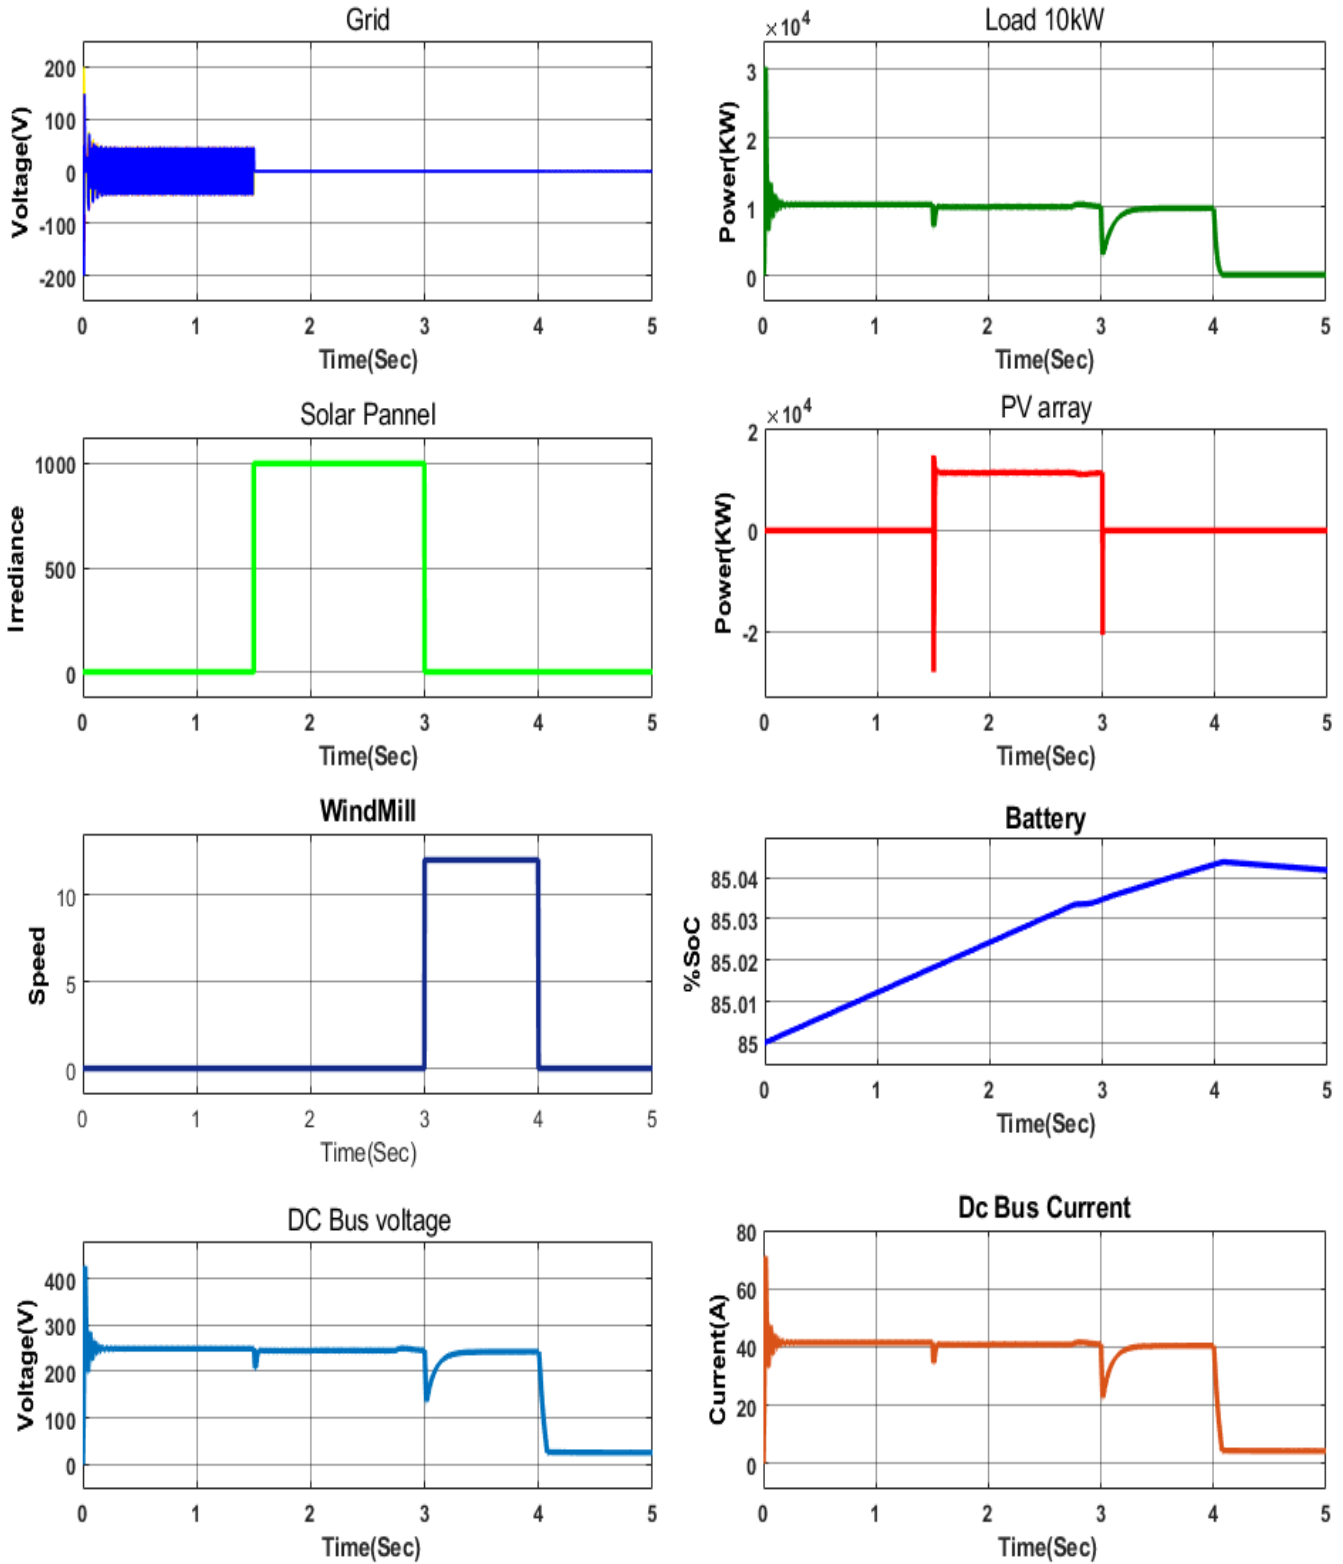 Grid
Voltage(V)
200
100
0
-100
-200
0 1 2 3 4 5
Time(Sec)
Load 10kW
×10^4
Power(KW)
3
2
1
0
0 1 2 3 4 5
Time(Sec)
Solar Pannel
Irrediance
1000
500
0
0 1 2 3 4 5
Time(Sec)
PV array
×10^4
Power(KW)
2
0
-2
0 1 2 3 4 5
Time(Sec)
WindMill
Speed
10
5
0
0 1 2 3 4 5
Time(Sec)
Battery
%SoC
85.04
85.03
85.02
85.01
85
0 1 2 3 4 5
Time(Sec)
DC Bus voltage
Voltage(V)
400
300
200
100
0
0 1 2 3 4 5
Time(Sec)
Dc Bus Current
Current(A)
80
60
40
20
0
0 1 2 3 4 5
Time(Sec)